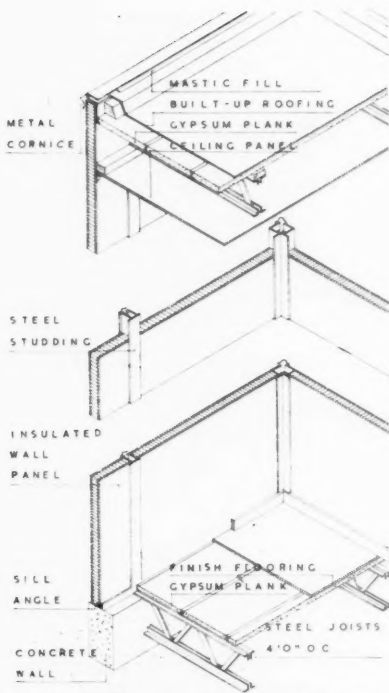 MASTIC FILL
BUILT-UP ROOFING
GYPSUM PLANK
CEILING PANEL
METAL
CORNICE
STEEL
STUDDING
INSULATED
WALL
PANEL
FINISH FLOORING
GYPSUM PLANK
SILL
ANGLE
STEEL JOISTS
4'0" OC
CONCRETE
WALL